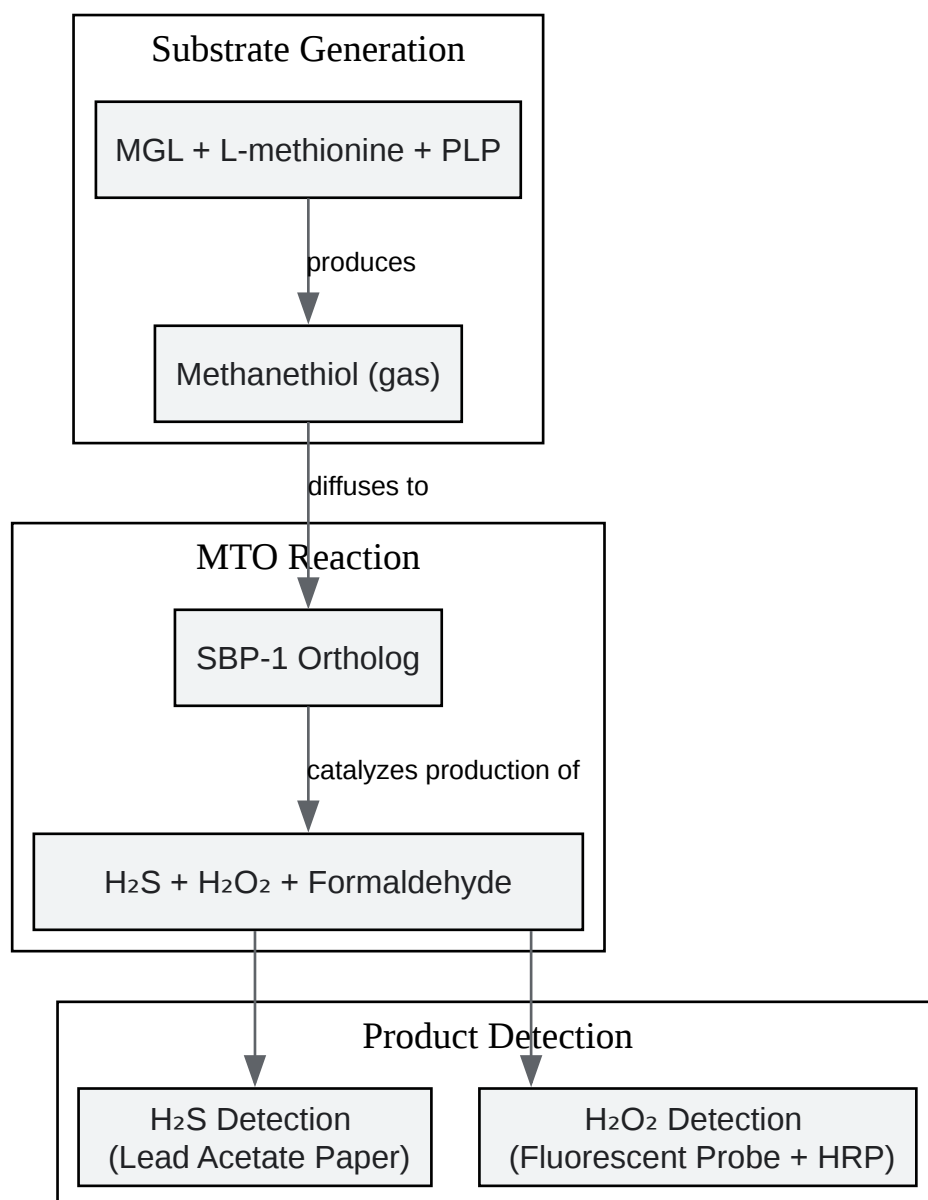 Substrate Generation
MGL + L-methionine + PLP
produces
Methanethiol (gas)
diffuses to
MTO Reaction
SBP-1 Ortholog
catalyzes production of
H₂S + H₂O₂ + Formaldehyde
Product Detection
H₂S Detection
(Lead Acetate Paper)
H₂O₂ Detection
(Fluorescent Probe + HRP)